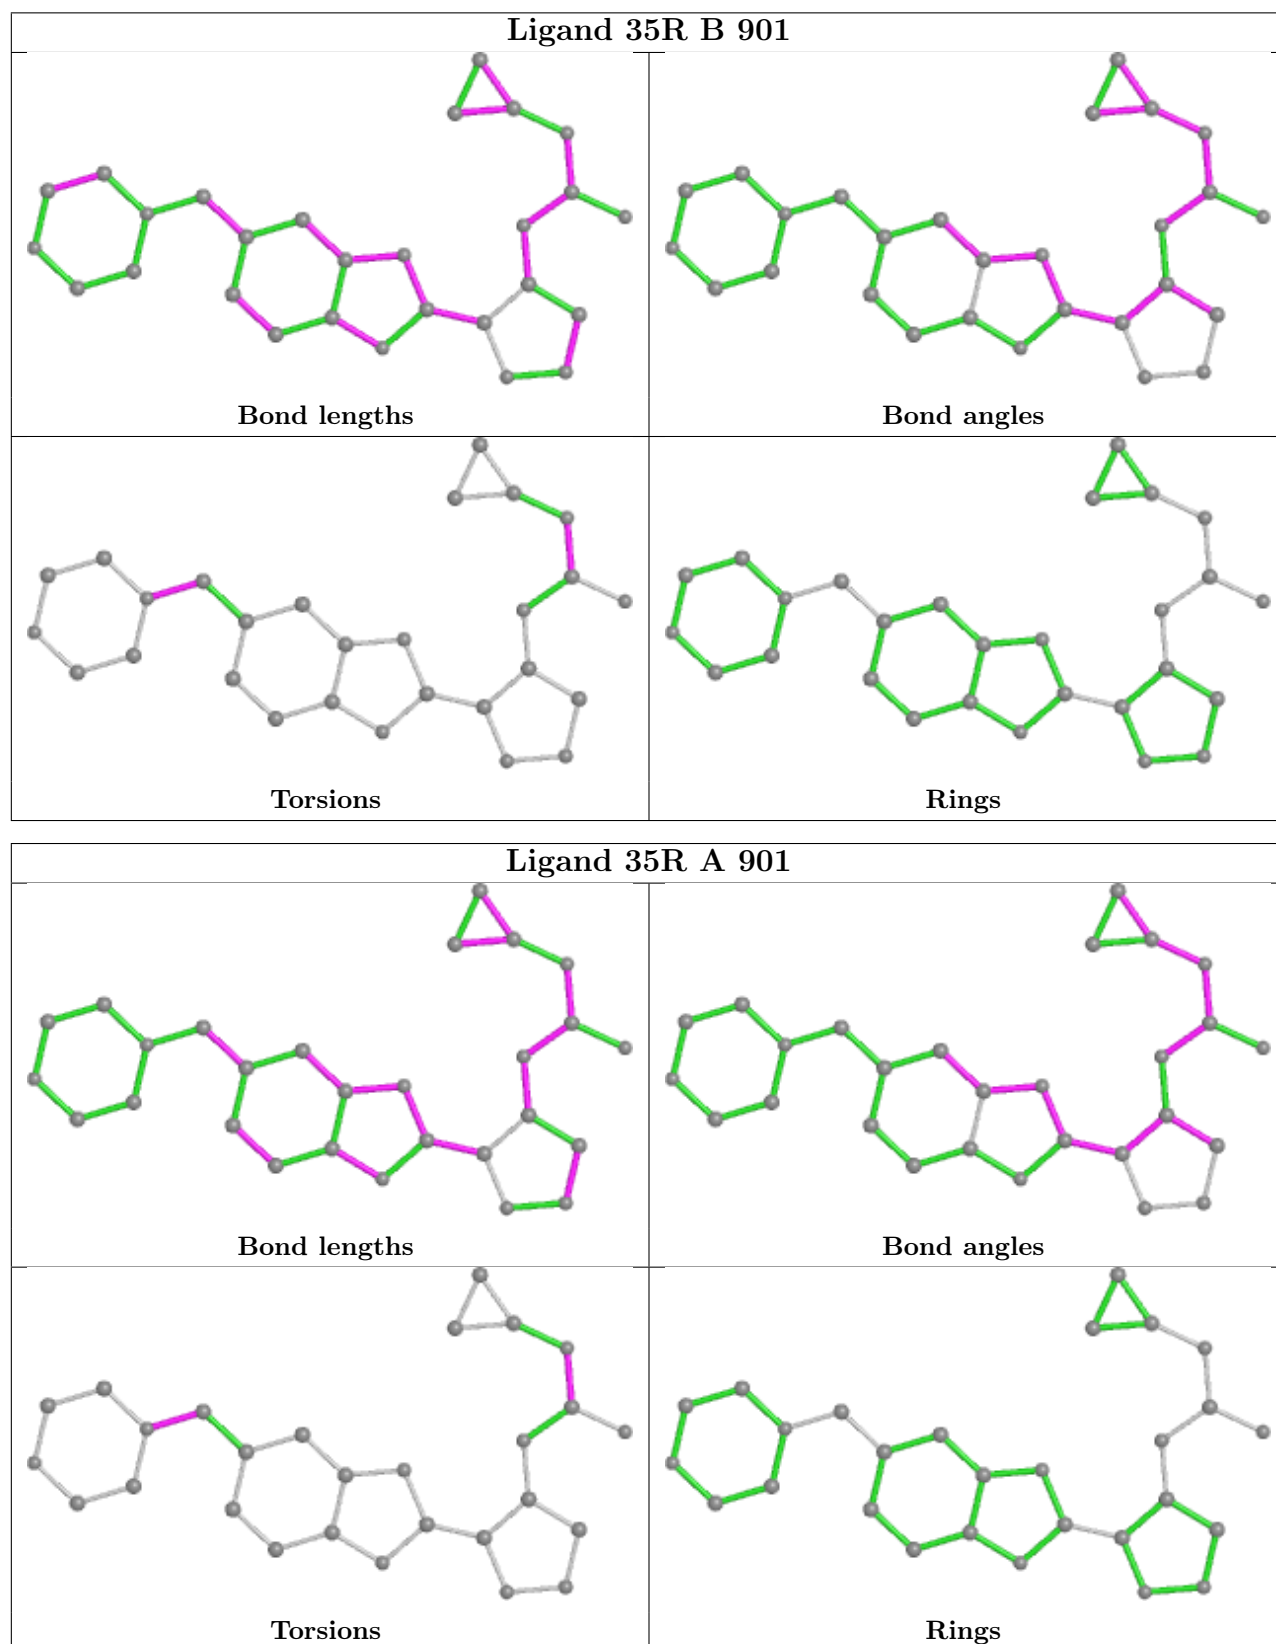 Ligand 35R B 901
Bond lengths
Bond angles
Torsions
Rings
Ligand 35R A 901
Bond lengths
Bond angles
Torsions
Rings